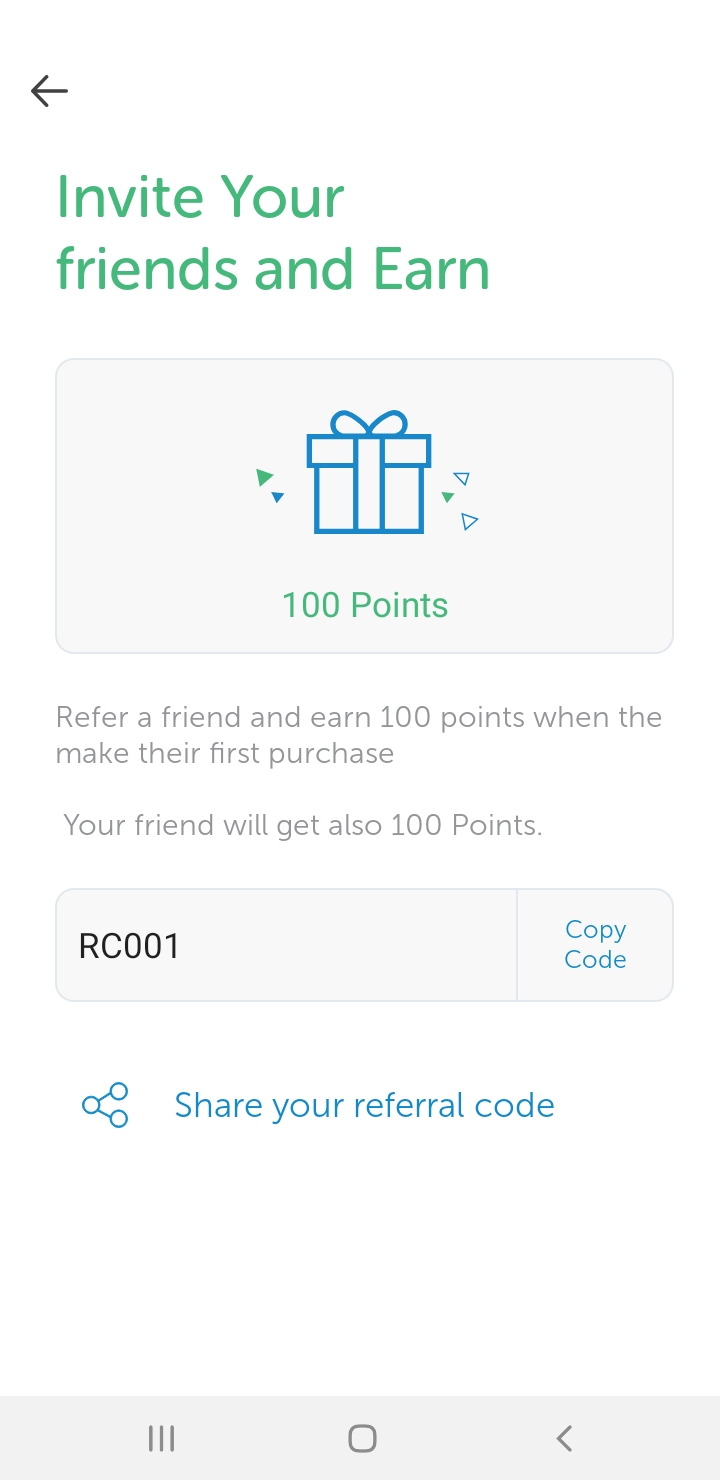 Invite Your
friends and Earn
100 Points
Refer a friend and earn 100 points when the
make their first purchase
Your friend will get also 100 Points.
RC001
Copy
Code
Share your referral code